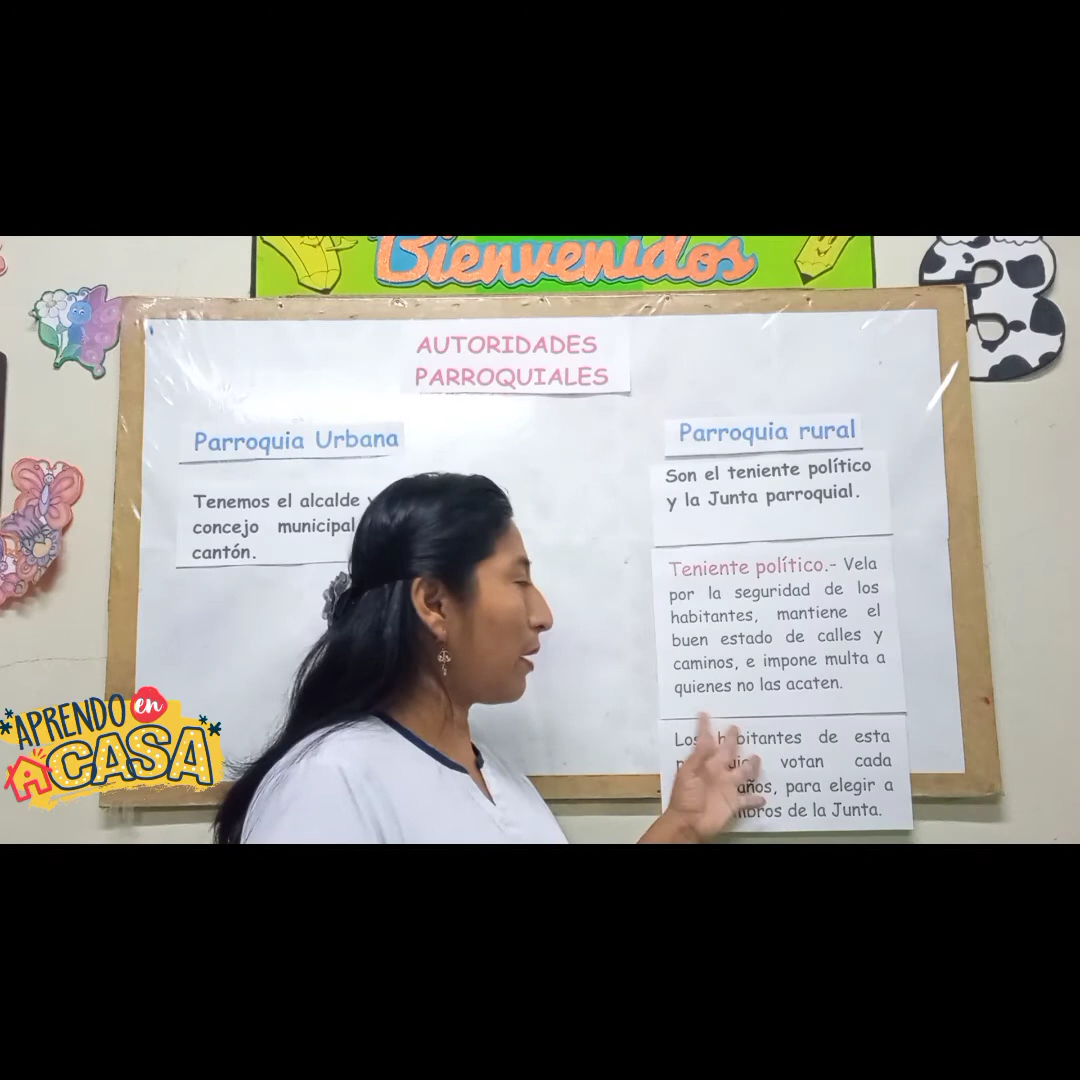 Bienvenidos
AUTORIDADES
PARROQUIALES
Parroquia Urbana
Tenemos el alcalde
concejo municipal
cantón.
Parroquia rural
Son el teniente político
y la Junta parroquial.
Teniente político.- Vela
por la seguridad de los
habitantes, mantiene el
buen estado de calles y
caminos, e impone multa a
quienes no las acaten.
Los habitantes de esta
votan cada
años, para elegir a
de la Junta.
APRENDO en
CASA